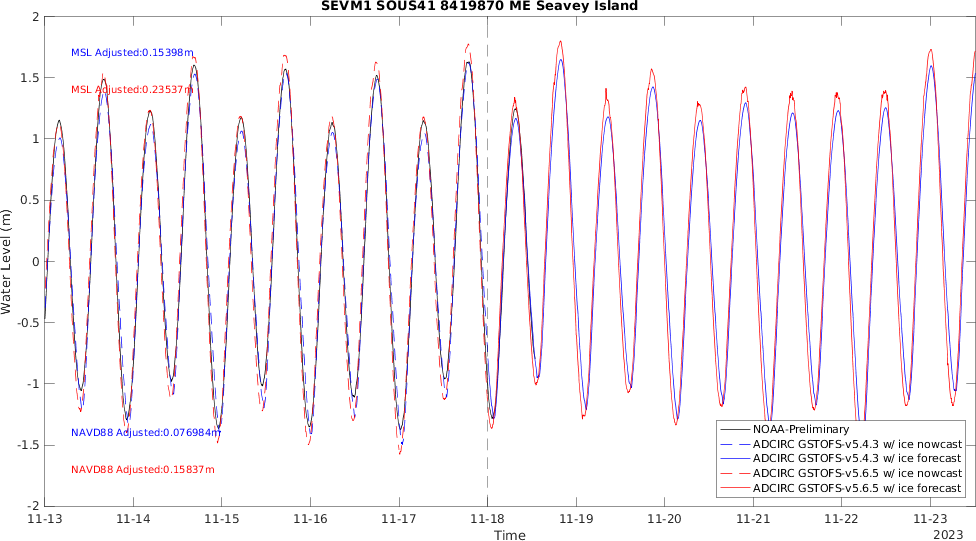 SEVM1 SOUS41 8419870 ME Seavey Island
2
1.5
1
0.5
0
-0.5
-1
-1.5
-2
Water Level (m)
MSL Adjusted:0.15398m
MSL Adjusted:0.23537m
NAVD88 Adjusted:0.076984m
NAVD88 Adjusted:0.15837m
NOAA-Preliminary
ADCIRC GSTOFS-v5.4.3 w/ ice nowcast
ADCIRC GSTOFS-v5.4.3 w/ ice forecast
ADCIRC GSTOFS-v5.6.5 w/ ice nowcast
ADCIRC GSTOFS-v5.6.5 w/ ice forecast
11-13 11-14 11-15 11-16 11-17 11-18 11-19 11-20 11-21 11-22 11-23
Time
2023